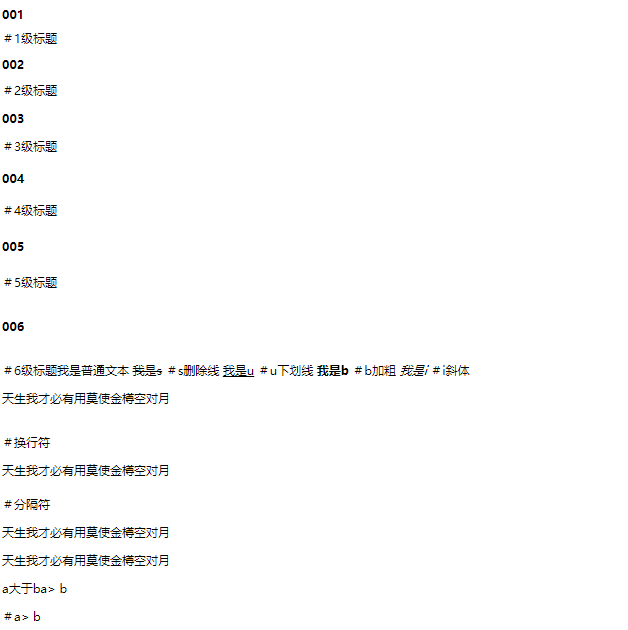 001
＃1级标题
002
＃2级标题
003
＃3级标题
004
＃4级标题
005
＃5级标题
006
＃6级标题我是普通文本 我是s ＃s删除线 我是u ＃u下划线 我是b ＃b加粗 我是i ＃i斜体
天生我才必有用莫使金樽空对月
＃换行符
天生我才必有用莫使金樽空对月
＃分隔符
天生我才必有用莫使金樽空对月
天生我才必有用莫使金樽空对月
a大于ba> b
＃a> b